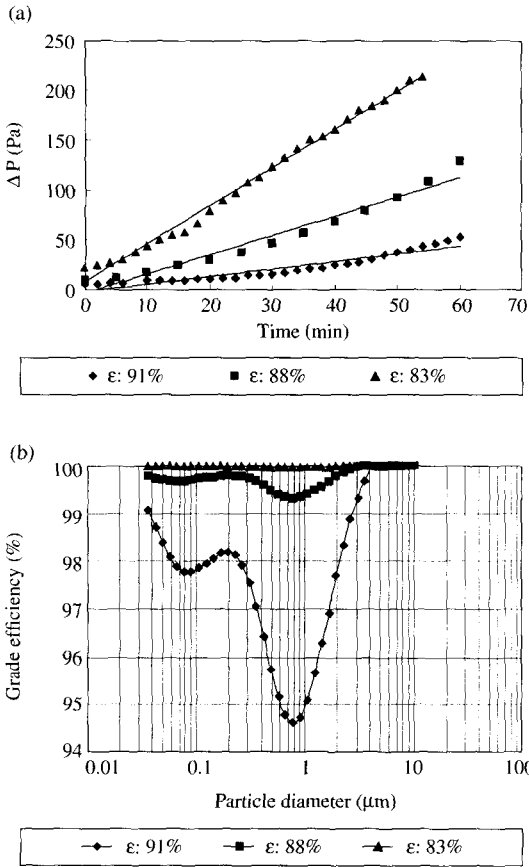 (a)
250
200
150
100
50
0
ΔP (Pa)
0 10 20 30 40 50 60 70
Time (min)
ε: 91% ε: 88% ε: 83%
(b)
100
99
98
97
96
95
94
Grade efficiency (%)
0.01 0.1 1 10 100
Particle diameter (μm)
ε: 91% ε: 88% ε: 83%